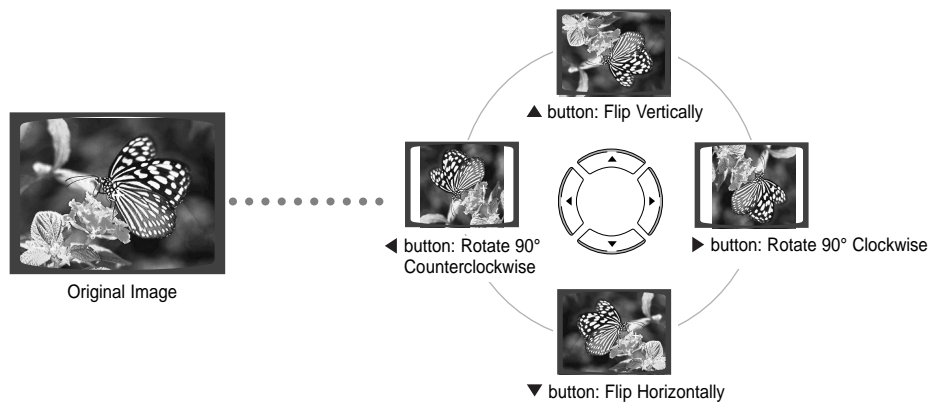 ▲ button: Flip Vertically
◀ button: Rotate 90°
Counterclockwise
▶ button: Rotate 90° Clockwise
Original Image
▼ button: Flip Horizontally